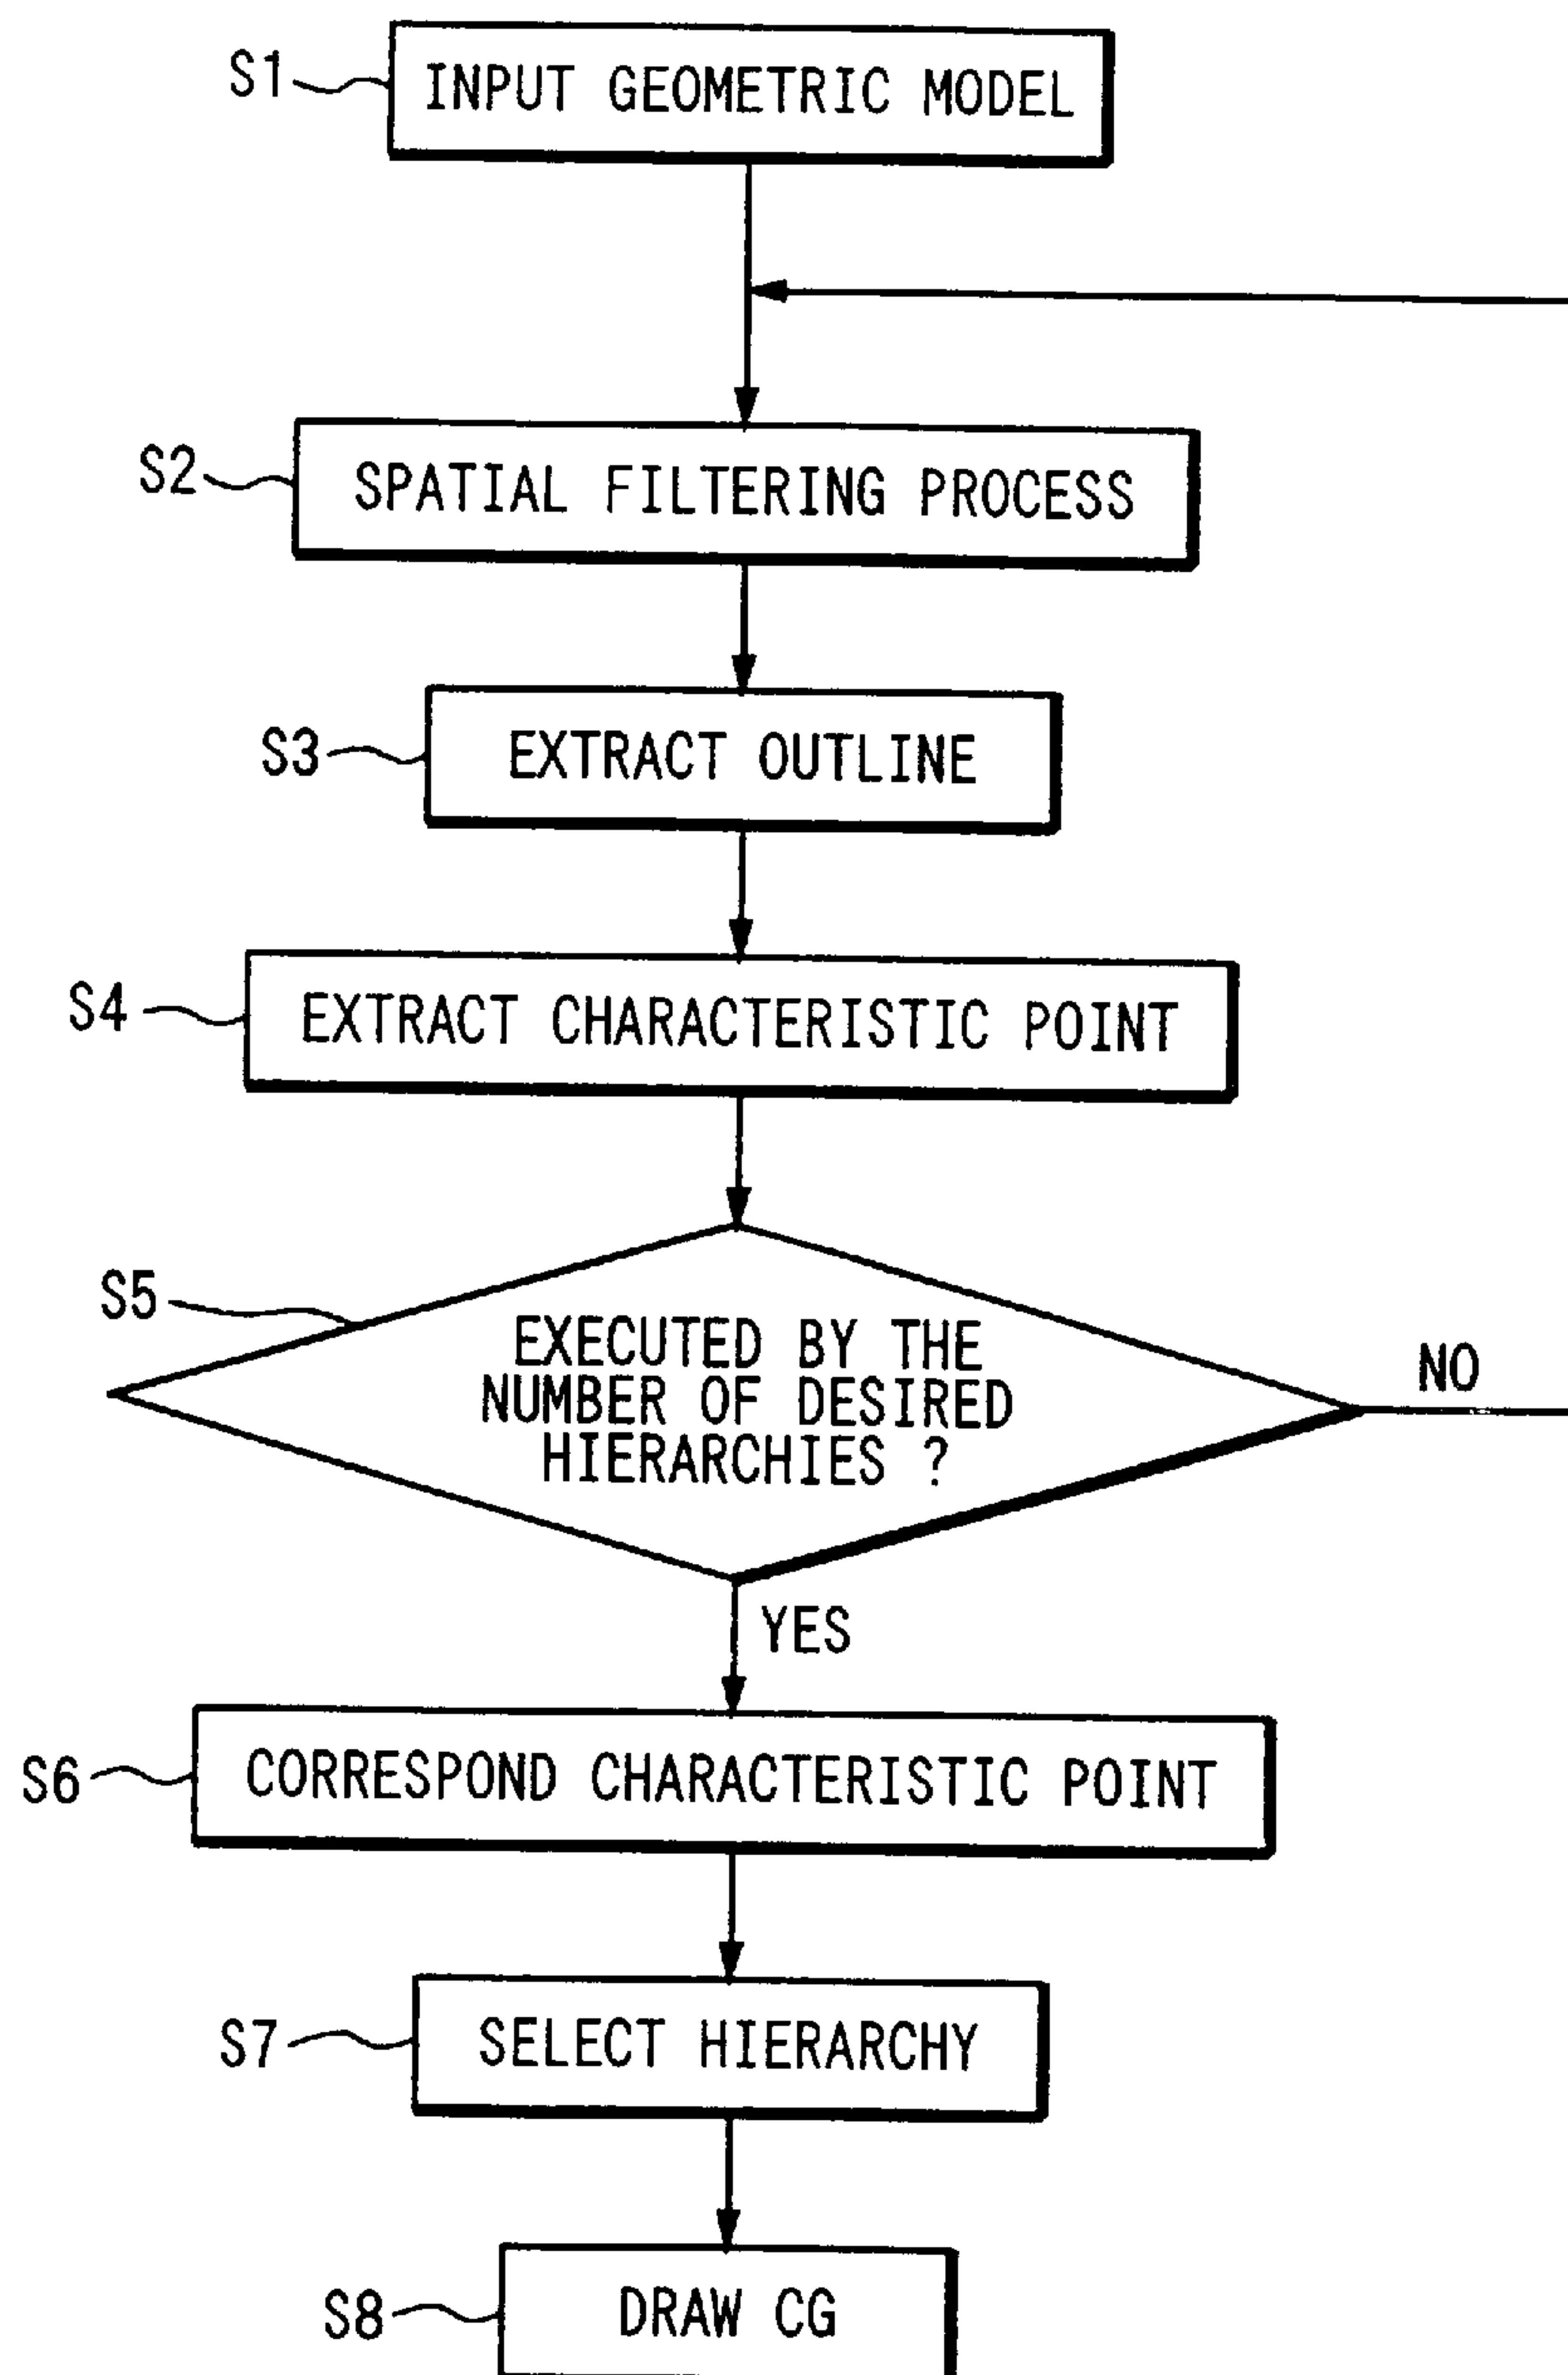 S1
INPUT GEOMETRIC MODEL
S2
SPATIAL FILTERING PROCESS
S3
EXTRACT OUTLINE
S4
EXTRACT CHARACTERISTIC POINT
S5
EXECUTED BY THE
NUMBER OF DESIRED
HIERARCHIES ?
NO
YES
S6
CORRESPOND CHARACTERISTIC POINT
S7
SELECT HIERARCHY
S8
DRAW CG